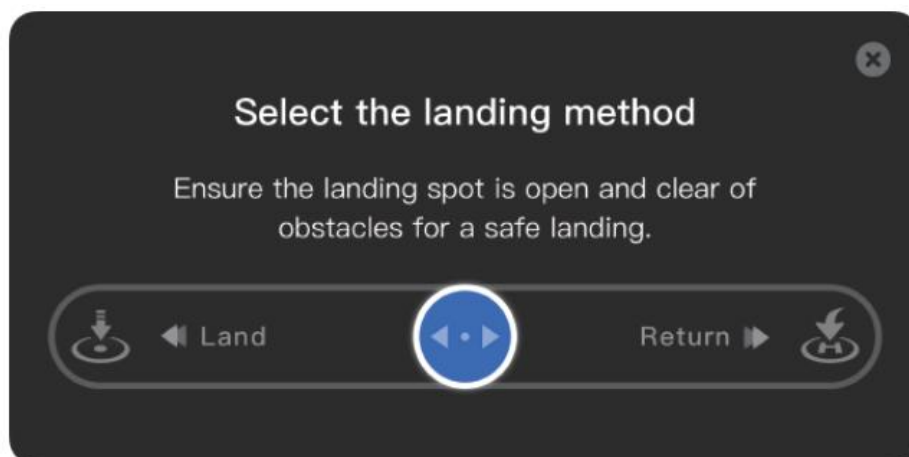 Select the landing method
Ensure the landing spot is open and clear of
obstacles for a safe landing.
Land
Return